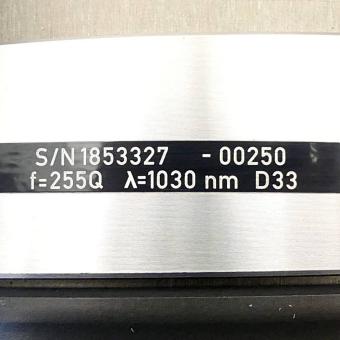 S/N 1853327 - 00250
f=255Q λ=1030 nm D33